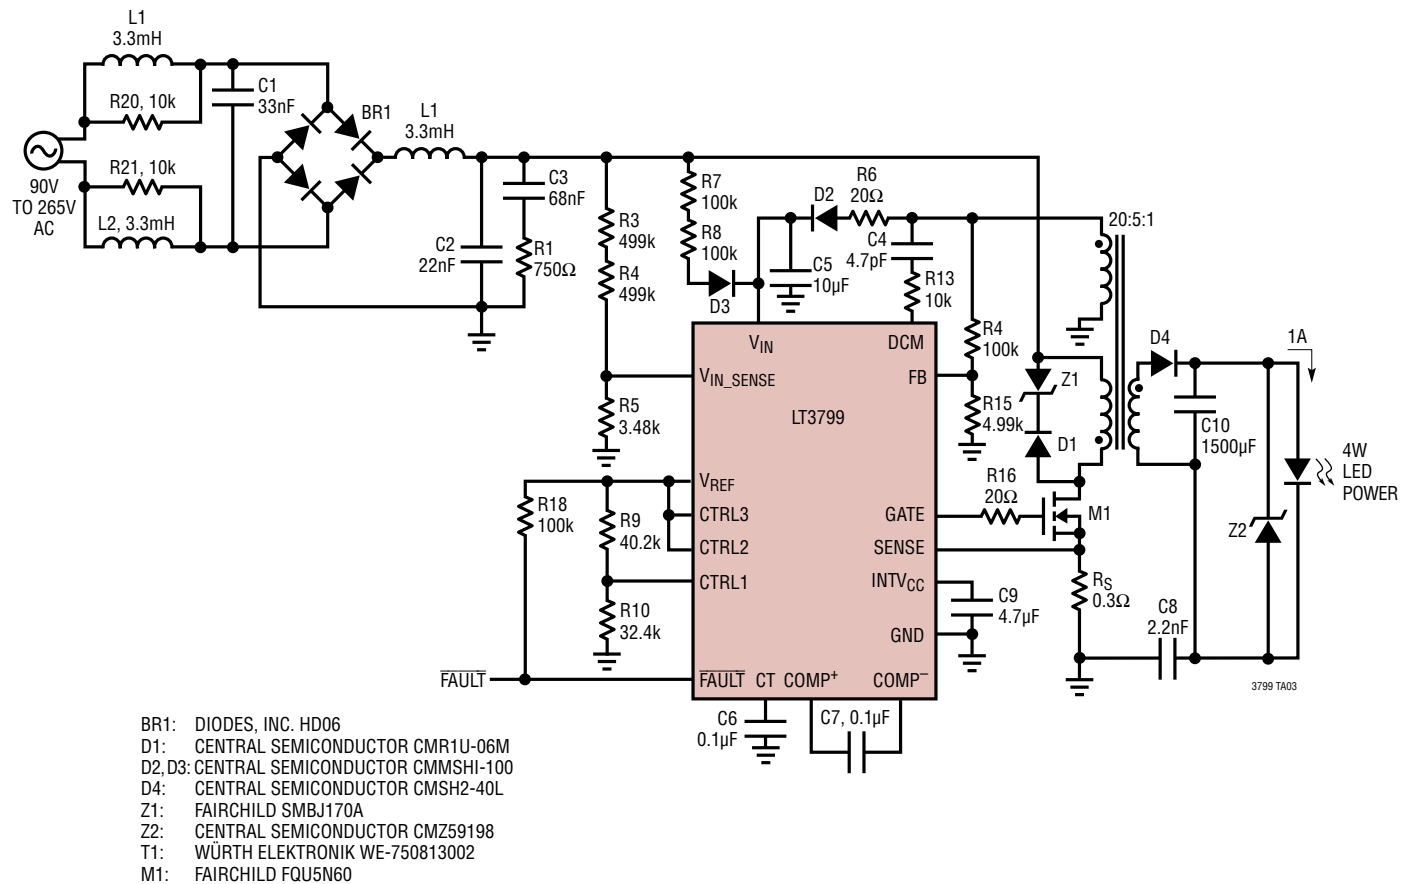 L1
3.3mH
R20, 10k
C1
33nF
BR1
L1
3.3mH
R21, 10k
90V
TO 265V
AC
L2, 3.3mH
C3
68nF
C2
22nF
R1
750Ω
R3
499k
R4
499k
R7
100k
R8
100k
D3
D2
R6
20Ω
C5
10µF
C4
4.7pF
R13
10k
20:5:1
R4
100k
R15
4.99k
Z1
D1
D4
1A
C10
1500µF
4W
LED
POWER
Z2
R5
3.48k
VIN
DCM
VIN_SENSE
FB
LT3799
VREF
CTRL3
CTRL2
CTRL1
GATE
SENSE
INTVCC
GND
FAULT
CT
COMP+
COMP–
R18
100k
R9
40.2k
R10
32.4k
FAULT
R16
20Ω
M1
RS
0.3Ω
C9
4.7µF
C8
2.2nF
3799 TA03
C6
0.1µF
C7, 0.1µF
BR1: DIODES, INC. HD06
D1: CENTRAL SEMICONDUCTOR CMR1U-06M
D2,D3: CENTRAL SEMICONDUCTOR CMMSHI-100
D4: CENTRAL SEMICONDUCTOR CMSH2-40L
Z1: FAIRCHILD SMBJ170A
Z2: CENTRAL SEMICONDUCTOR CMZ59198
T1: WÜRTH ELEKTRONIK WE-750813002
M1: FAIRCHILD FQU5N60